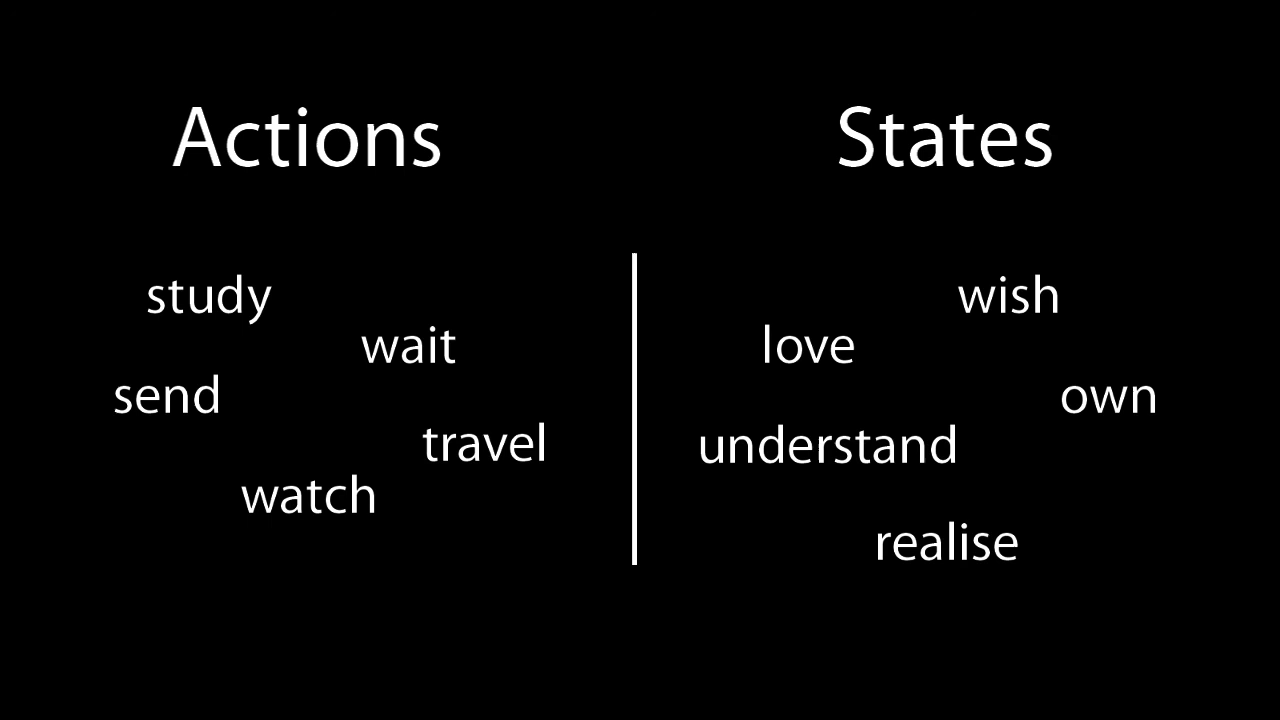 Actions
study
wait
send
travel
watch
States
wish
love
own
understand
realise